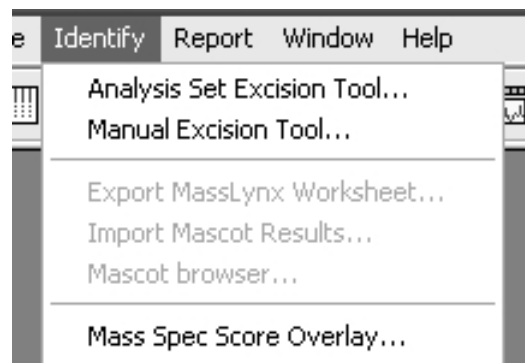 e Identify Report Window Help
Analysis Set Excision Tool...
Manual Excision Tool...
Export MassLynx Worksheet...
Import Mascot Results...
Mascot browser...
Mass Spec Score Overlay...